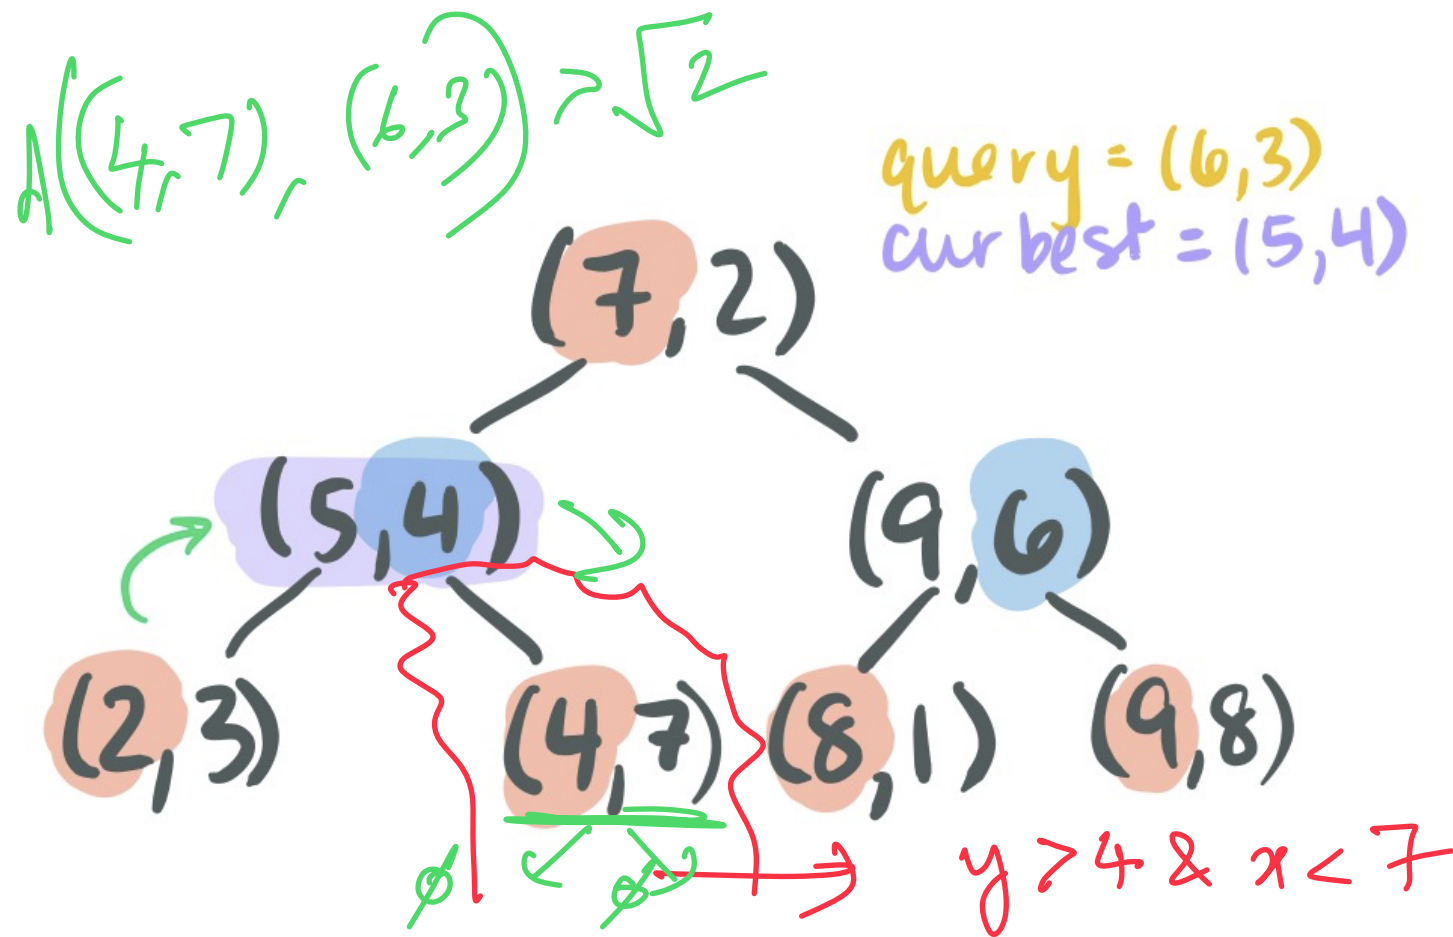 d((4,7), (6,3)) > √2
query = (6,3)
cur best = (5,4)
(7,2)
(5,4) (9,6)
(2,3) (4,7) (8,1) (9,8)
∅ ∅ y > 4 & x < 7